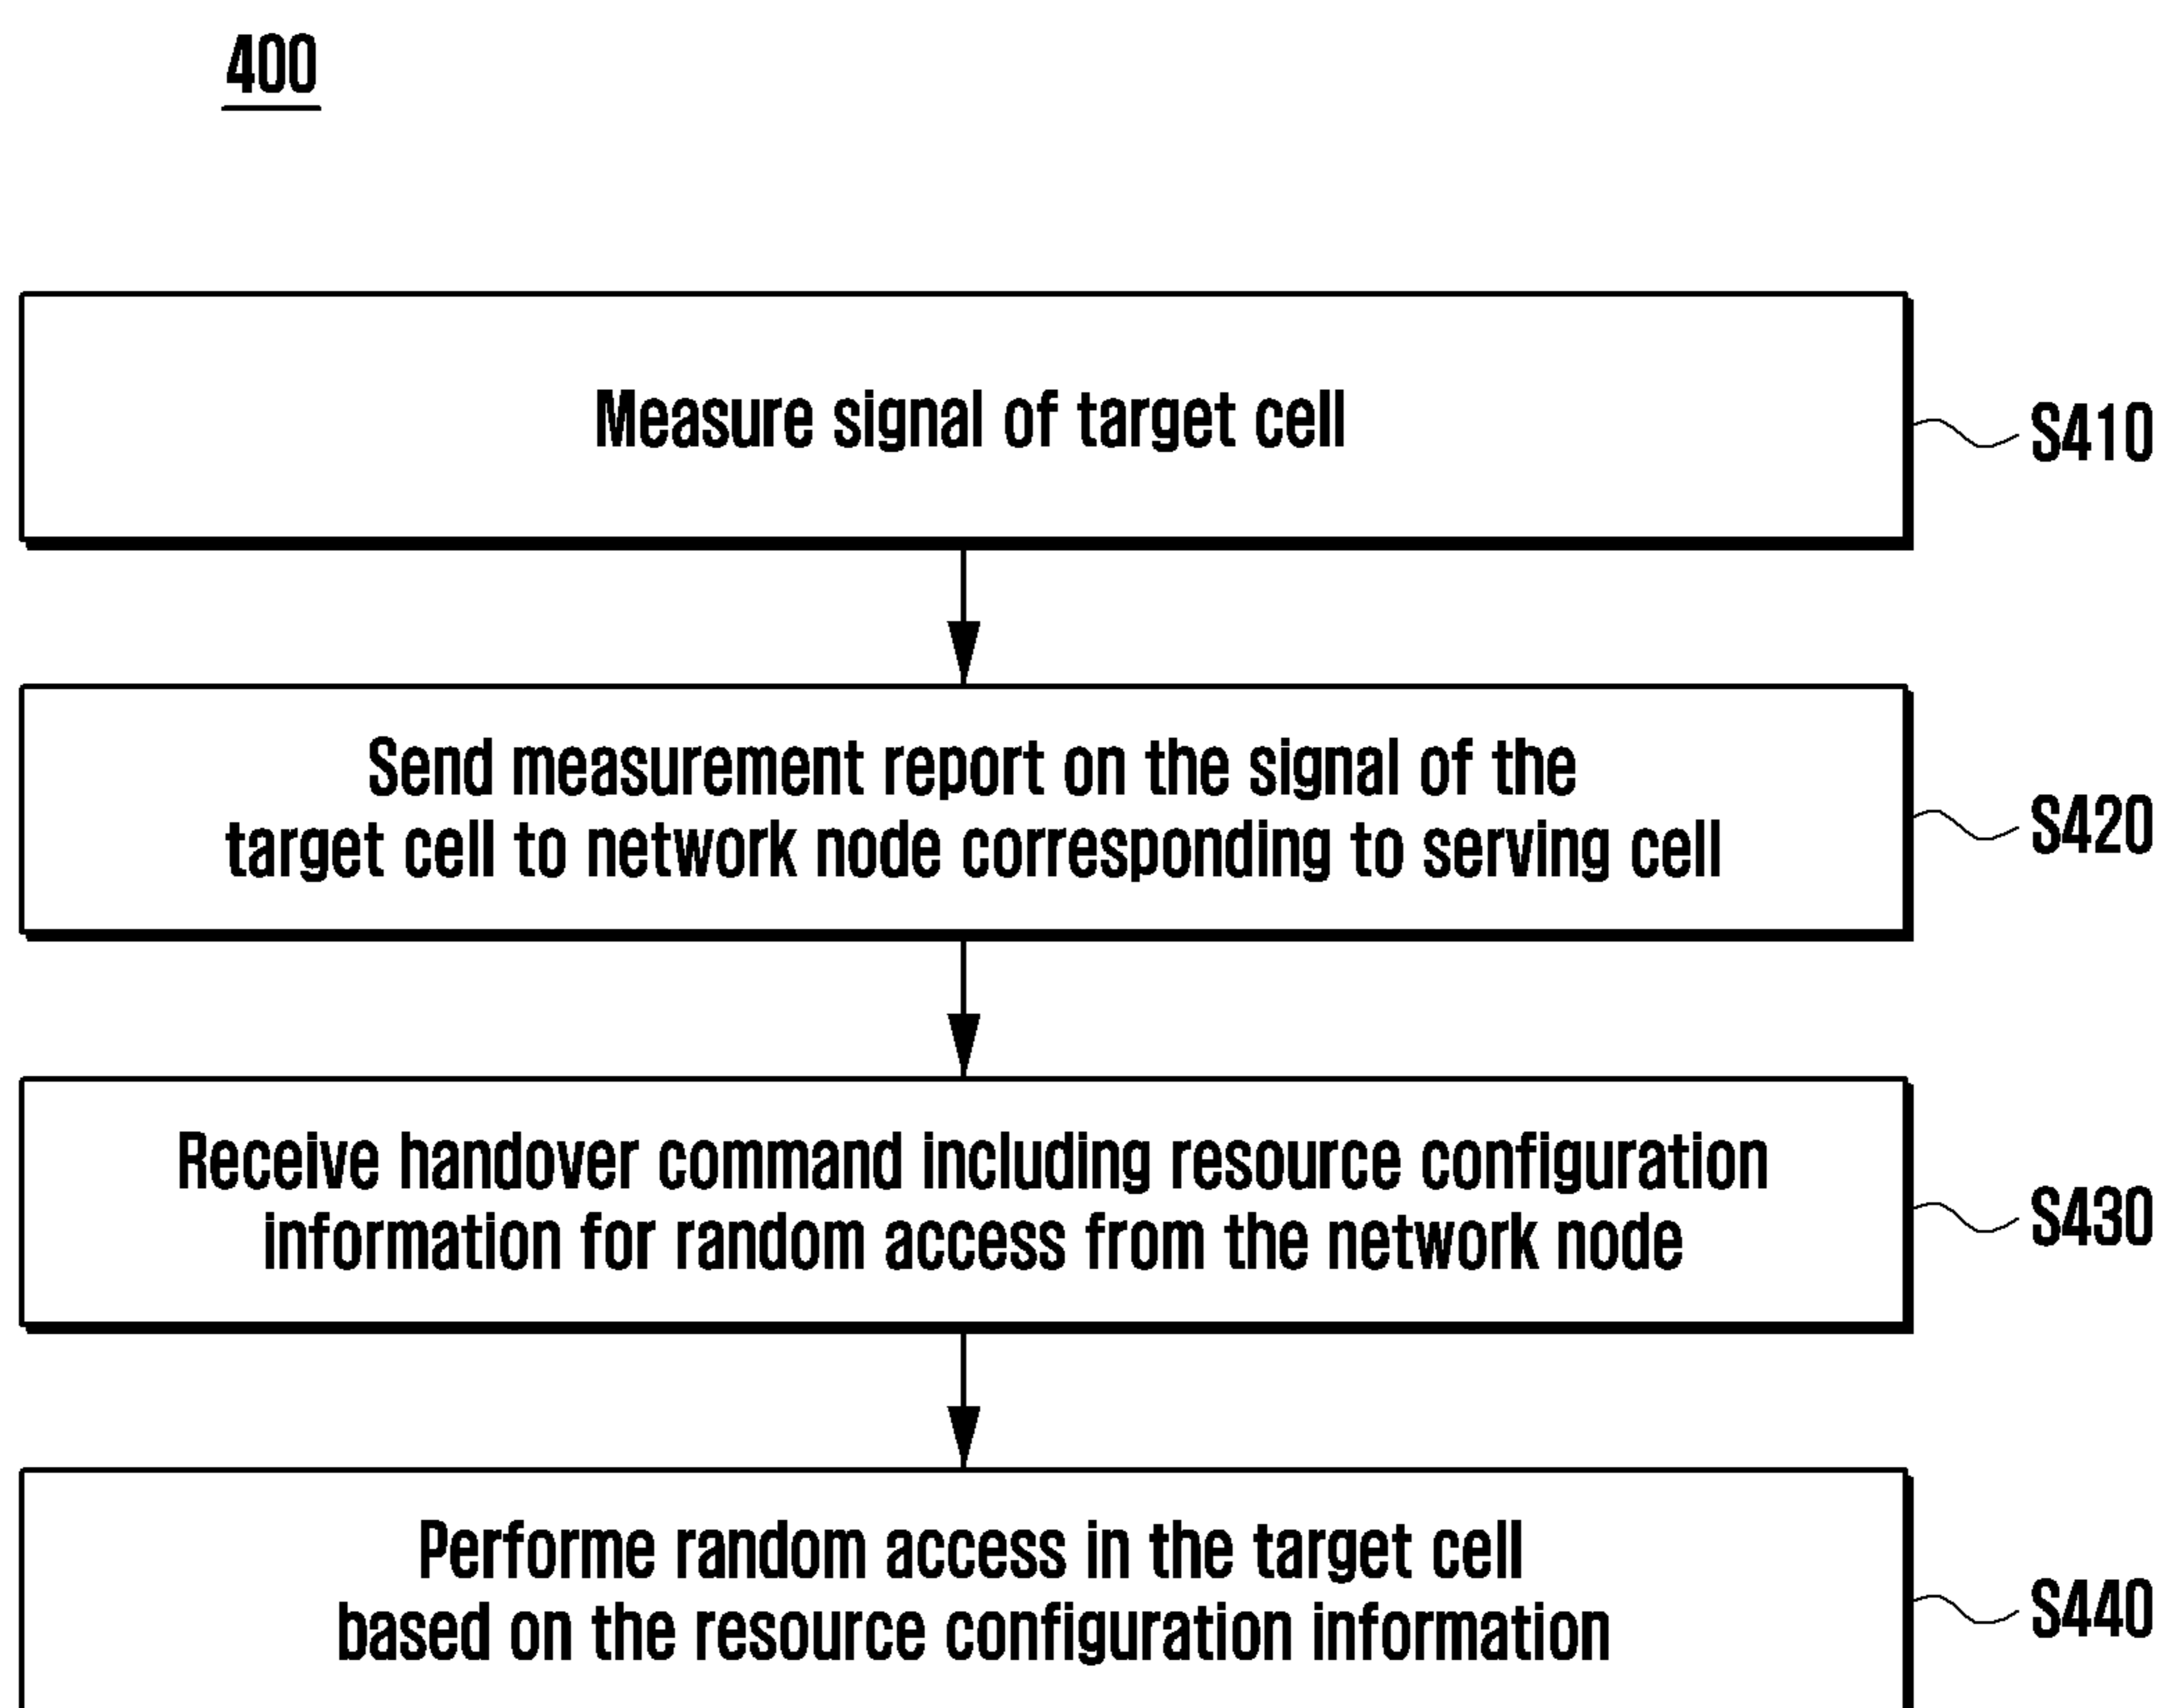 400
Measure signal of target cell
S410
Send measurement report on the signal of the
target cell to network node corresponding to serving cell
S420
Receive handover command including resource configuration
information for random access from the network node
S430
Performe random access in the target cell
based on the resource configuration information
S440